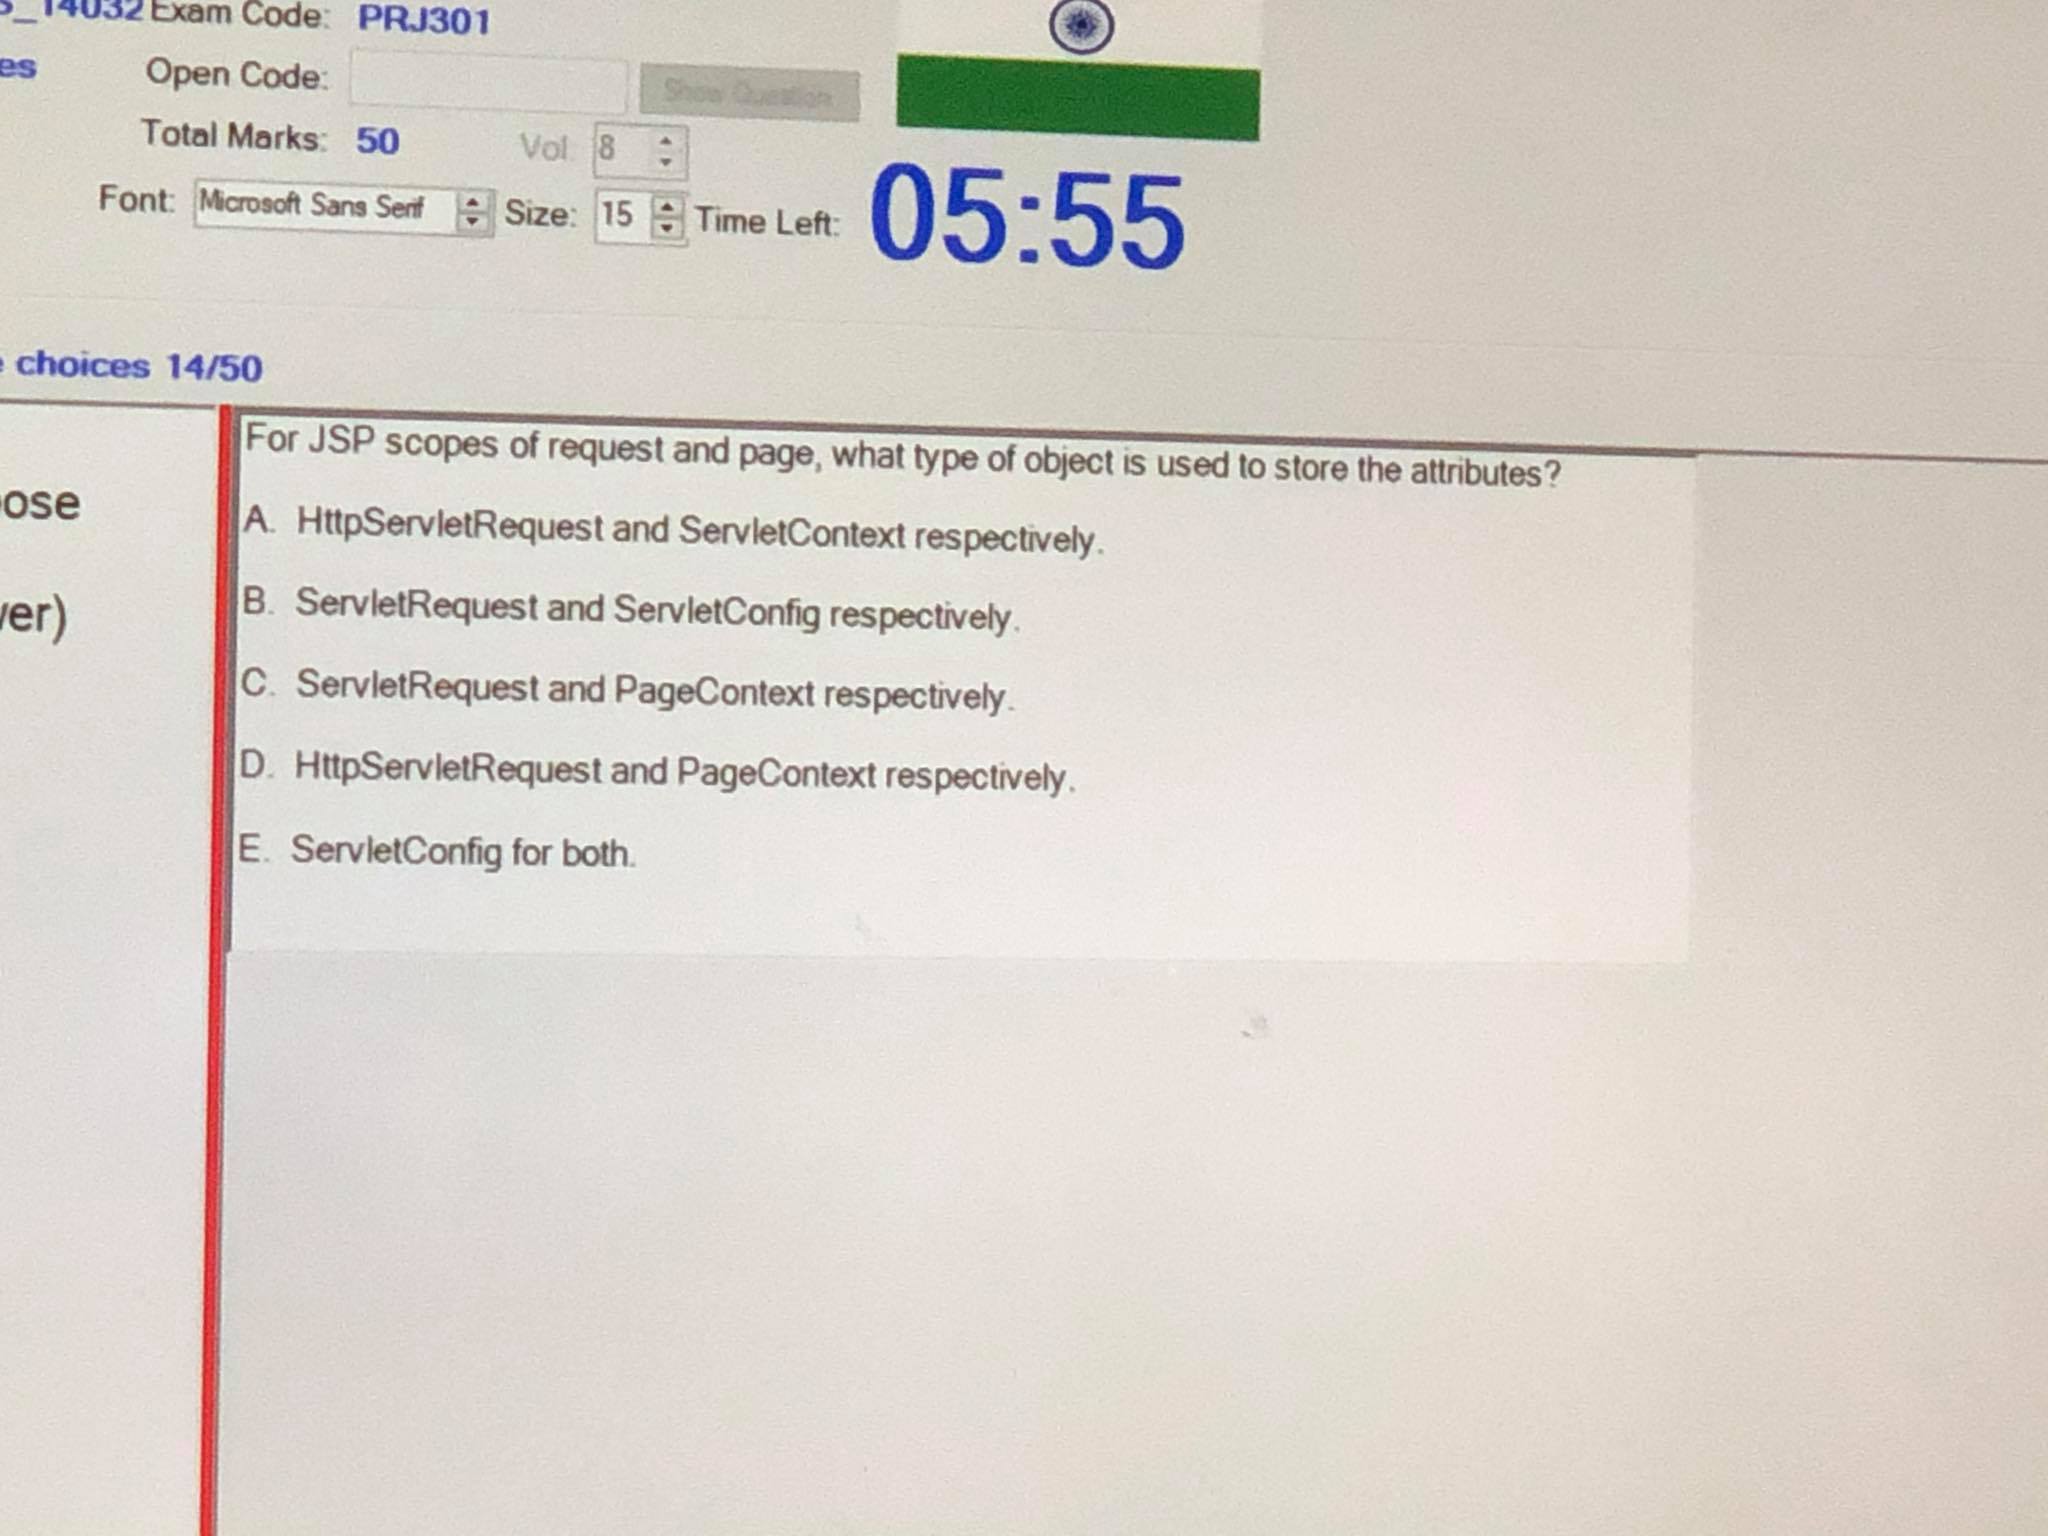 _14032 Exam Code: PRJ301
es Open Code: Show Question
Total Marks: 50 Vol: 8
Font: Microsoft Sans Serif Size: 15 Time Left: 05:55
choices 14/50
For JSP scopes of request and page, what type of object is used to store the attributes?
ose
A. HttpServletRequest and ServletContext respectively.
B. ServletRequest and ServletConfig respectively.
er)
C. ServletRequest and PageContext respectively.
D. HttpServletRequest and PageContext respectively.
E. ServletConfig for both.